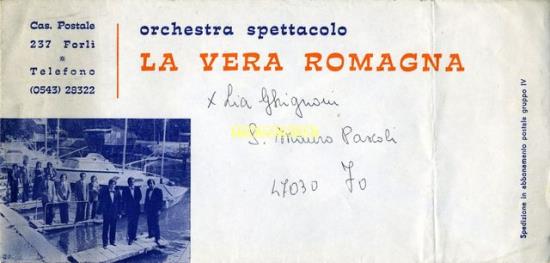 Cas. Postale
237 Forlì
*
Telefono
(0543) 28322
orchestra spettacolo
LA VERA ROMAGNA
x Lia Ghignoni
S. Mauro Pascoli
47030 Fo
Spedizione in abbonamento postale gruppo IV